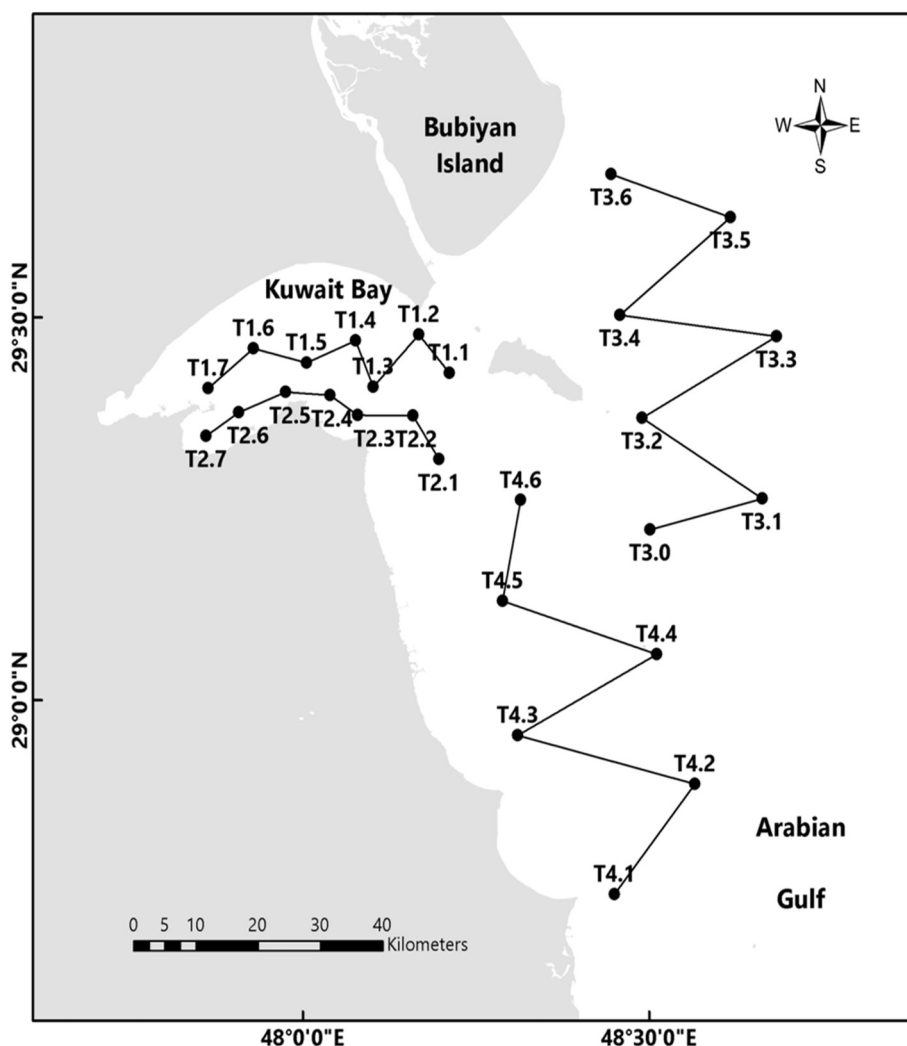 N
W E
S
Bubiyan
Island
T3.6
T3.5
Kuwait Bay
29°30'0"N
T1.2
T1.4
T1.6
T1.5
T3.4
T1.1
T3.3
T1.7
T1.3
T2.5
T2.4
T2.6
T2.3
T2.2
T3.2
T2.7
T2.1
T4.6
T3.1
T3.0
T4.5
T4.4
29°0'0"N
T4.3
T4.2
Arabian
Gulf
T4.1
0 5 10 20 30 40
Kilometers
48°0'0"E
48°30'0"E